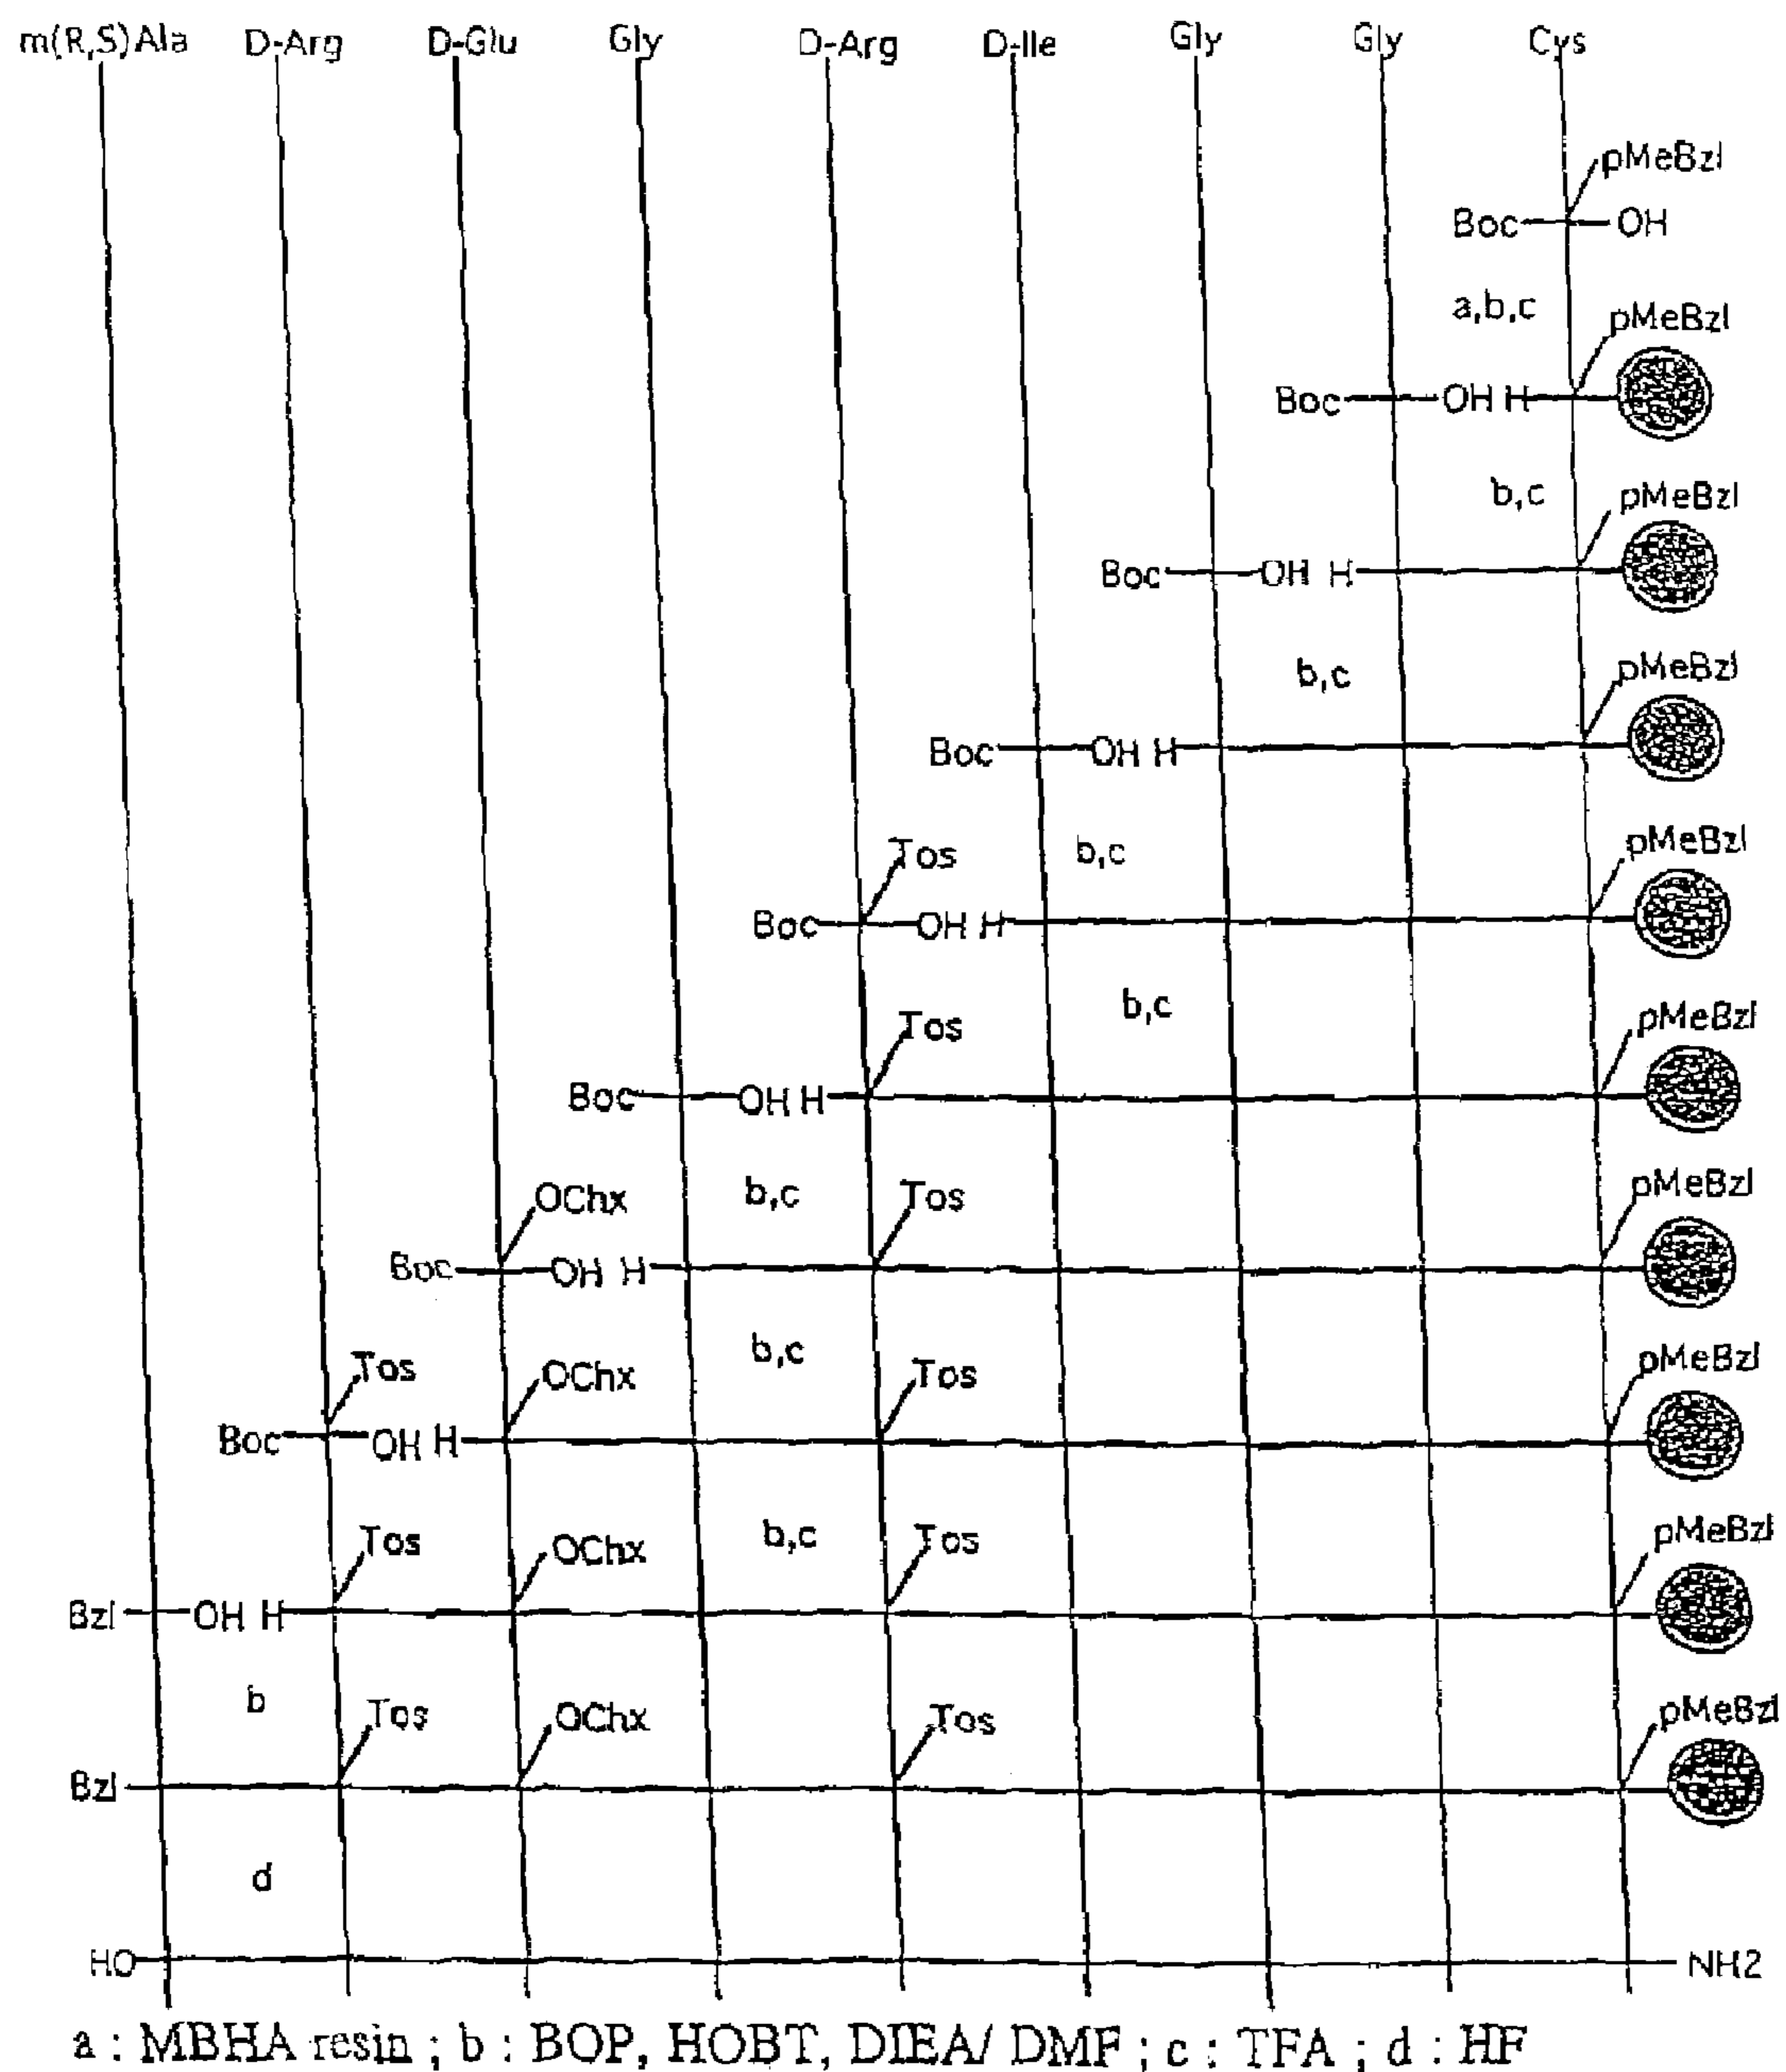 m(R,S)Ala D-Arg D-Glu Gly D-Arg D-Ile Gly Gly Cys
pMeBzl
Boc OH
a,b,c
pMeBzl
Boc OH H
b,c
pMeBzl
Boc OH H
b,c
pMeBzl
Boc OH H
Tos b,c pMeBzl
Boc OH H
b,c
Tos pMeBzl
Boc OH H
OChx b,c Tos pMeBzl
Boc OH H
b,c
Tos OChx Tos pMeBzl
Boc OH H
b,c
Tos OChx Tos pMeBzl
Bzl OH H
b
Tos OChx Tos pMeBzl
Bzl
d
HO NH2
a : MBHA resin ; b : BOP, HOBT, DIEA/ DMF ; c : TFA ; d : HF